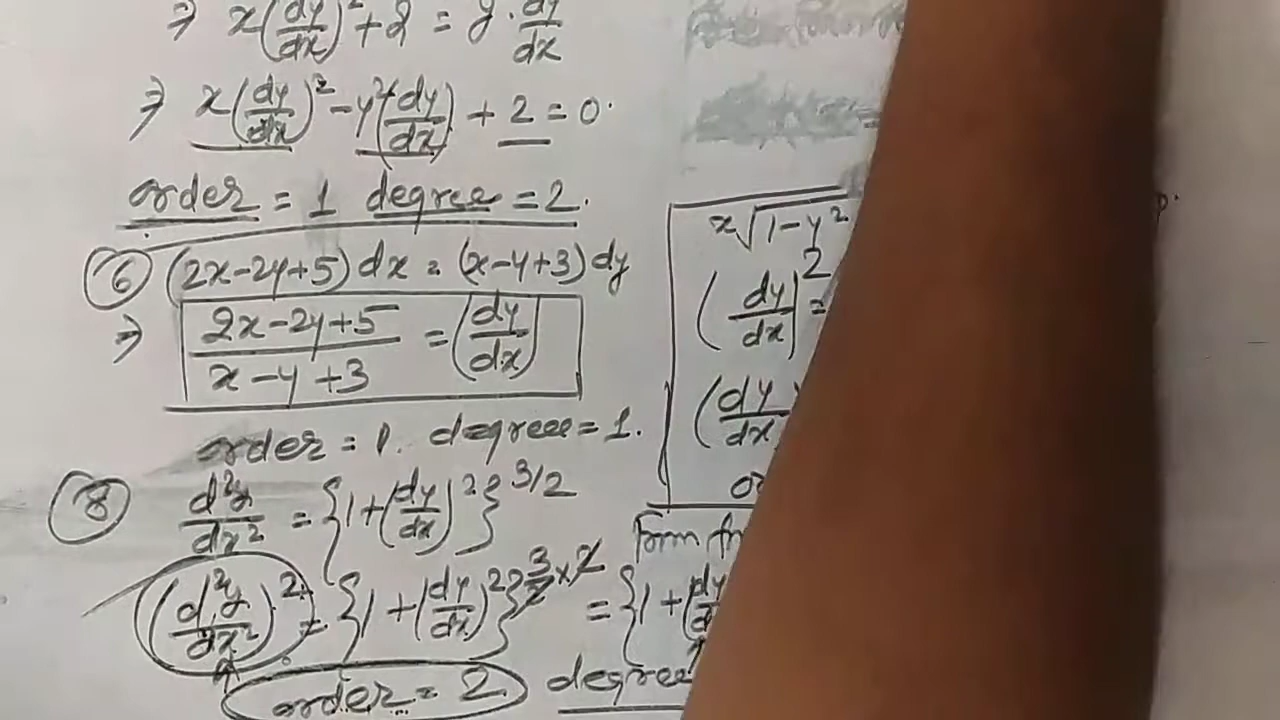 ⇒ x(dy/dx)² + 2 = y · dy/dx
⇒ x(dy/dx)² - y(dy/dx) + 2 = 0.
order = 1 degree = 2.
⑥ (2x-2y+5)dx = (x-y+3)dy
⇒ (2x-2y+5)/(x-y+3) = (dy/dx)
order = 1. degree = 1.
⑧ d²y/dx² = {1+(dy/dx)²}^3/2
(d²y/dx²)² = {1+(dy/dx)²}^3/2×2 = {1+(dy
order = 2 degree
x√1-y²
(dy/dx)² =
(dy/dx
or